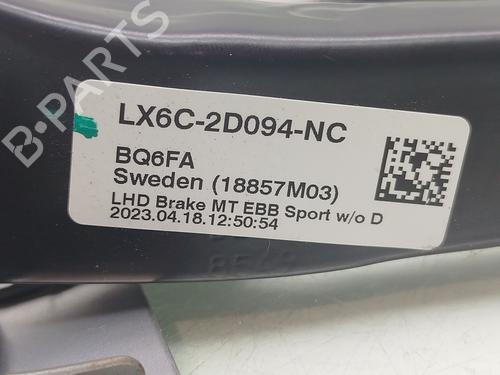 B-PARTS
LX6C-2D094-NC
BQ6FA
Sweden (18857M03)
LHD Brake MT EBB Sport w/o D
2023.04.18.12:50:54